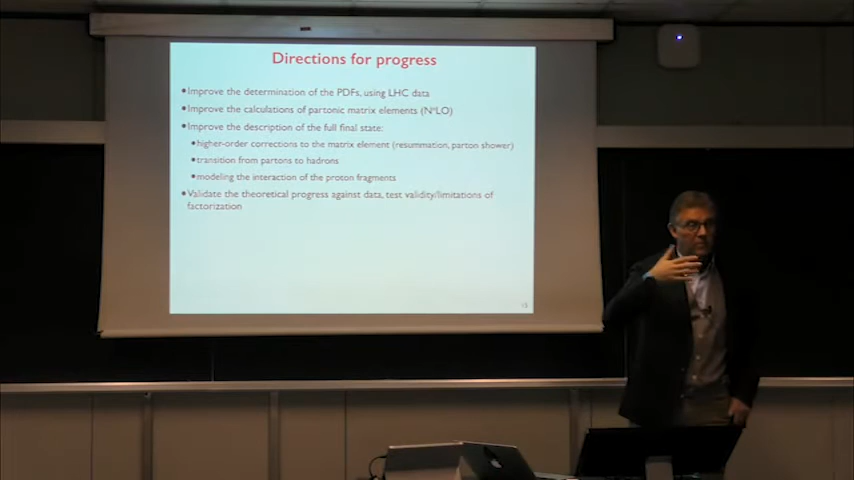 Directions for progress
•Improve the determination of the PDFs, using LHC data
•Improve the calculations of partonic matrix elements (NⁿLO)
•Improve the description of the full final state:
•higher-order corrections to the matrix element (resummation, parton shower)
•transition from partons to hadrons
•modeling the interaction of the proton fragments
•Validate the theoretical progress against data, test validity/limitations of
factorization